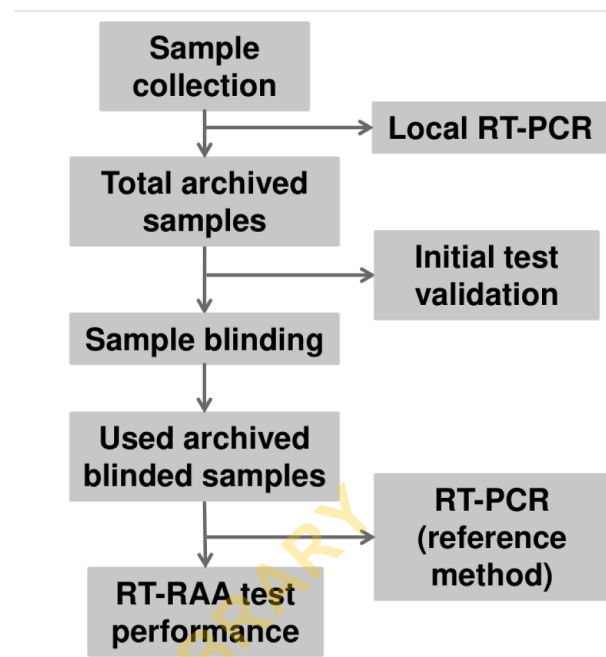 Sample
collection
Local RT-PCR
Total archived
samples
Initial test
validation
Sample blinding
Used archived
blinded samples
RT-PCR
(reference
method)
RT-RAA test
performance
BRARY